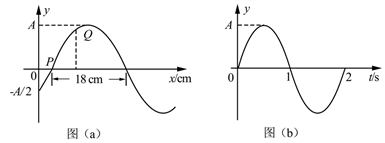 y
A
Q
P
0
18 cm
x/cm
-A/2
图（a）
y
A
0
1
2
t/s
图（b）